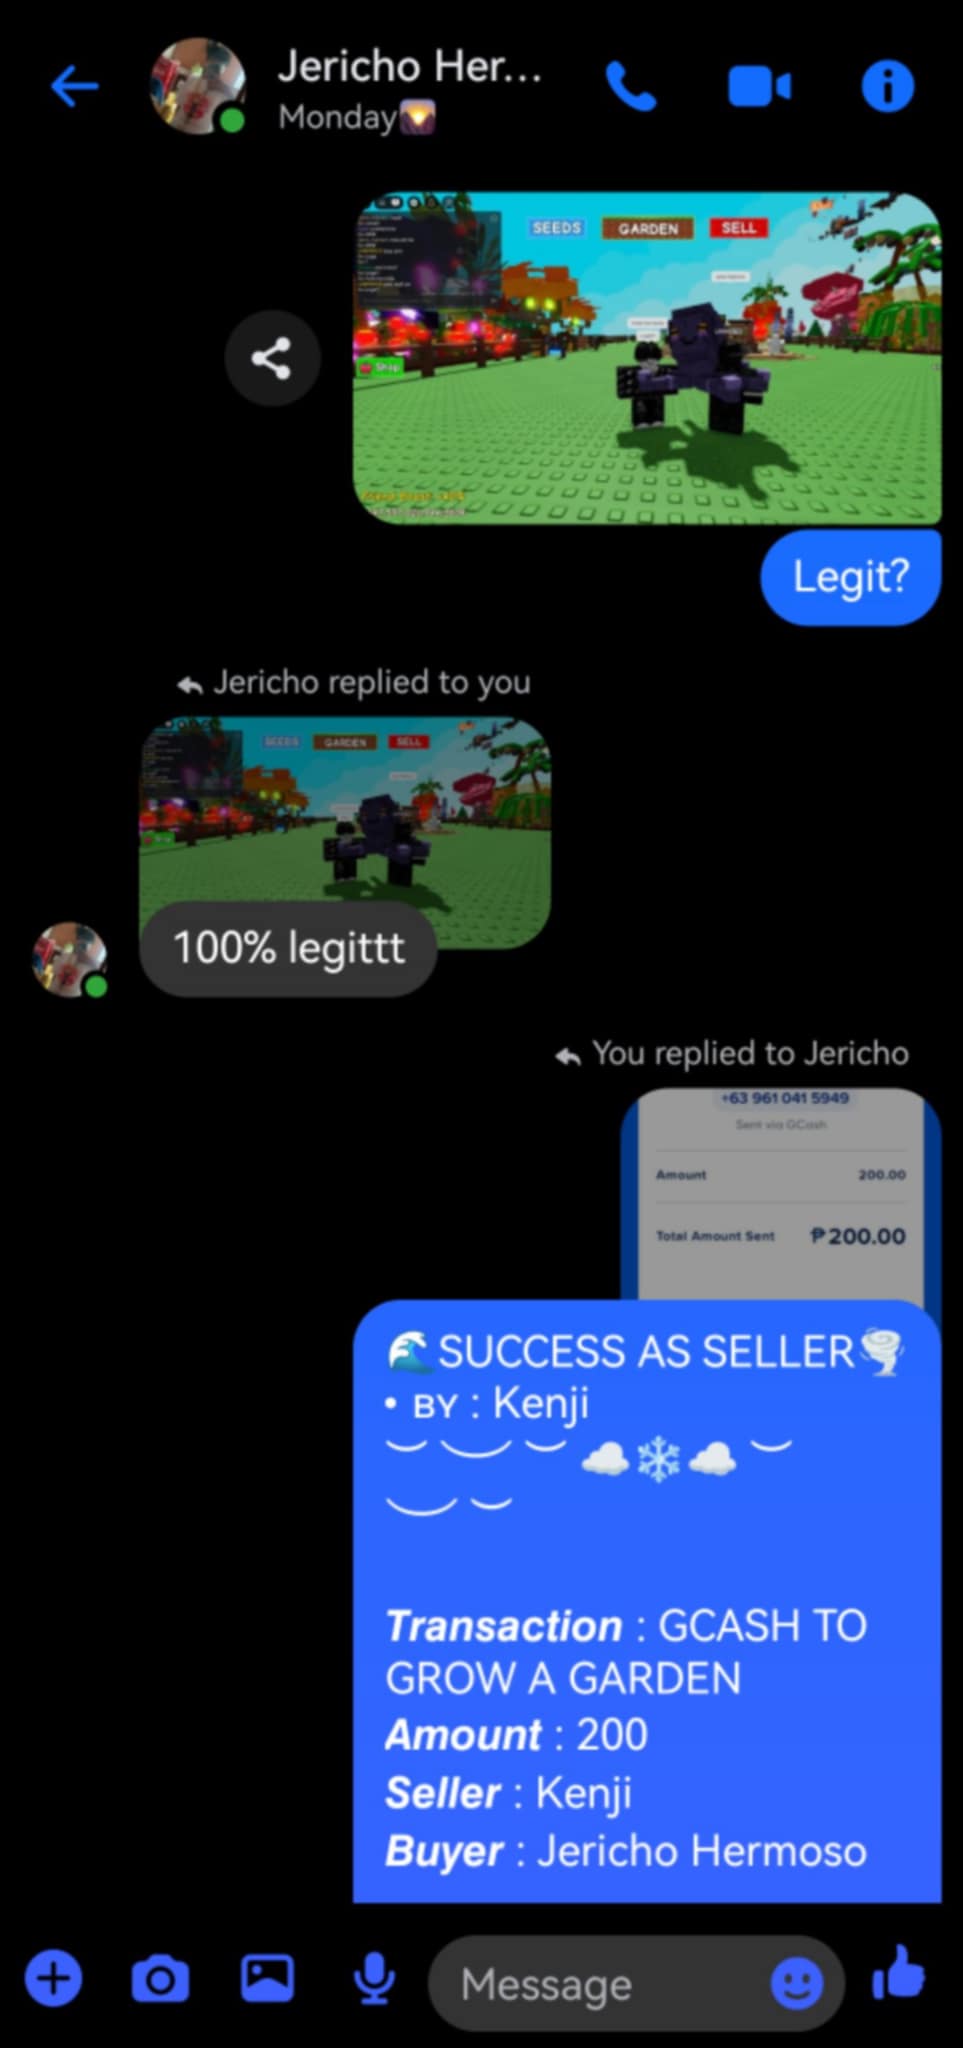 Jericho Her...
Monday🌄
SEEDS GARDEN SELL
Shop
Legit?
Jericho replied to you
SEEDS GARDEN SELL
100% legittt
You replied to Jericho
+63 961 041 5949
Sent via GCash
Amount 200.00
Total Amount Sent ₱200.00
🌊SUCCESS AS SELLER🌪️
• ʙʏ : Kenji
︶ ︶ ︶ ☁️❄️☁️ ︶
︶ ︶
Transaction : GCASH TO
GROW A GARDEN
Amount : 200
Seller : Kenji
Buyer : Jericho Hermoso
Message